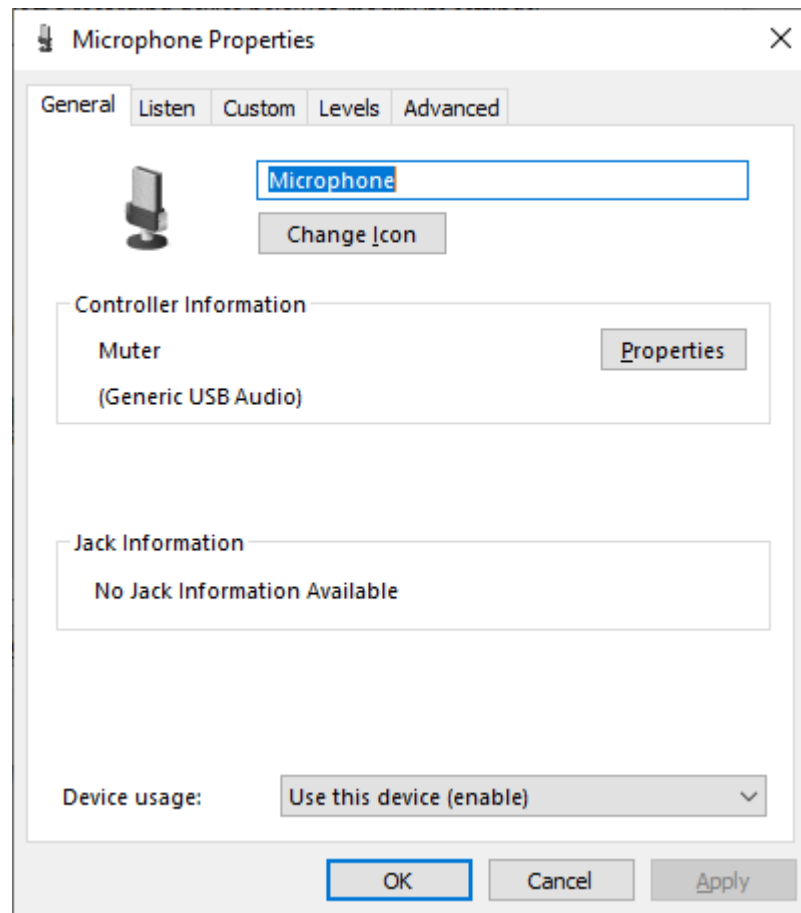 Microphone Properties
General Listen Custom Levels Advanced
Microphone
Change Icon
Controller Information
Muter
Properties
(Generic USB Audio)
Jack Information
No Jack Information Available
Device usage: Use this device (enable)
OK Cancel Apply